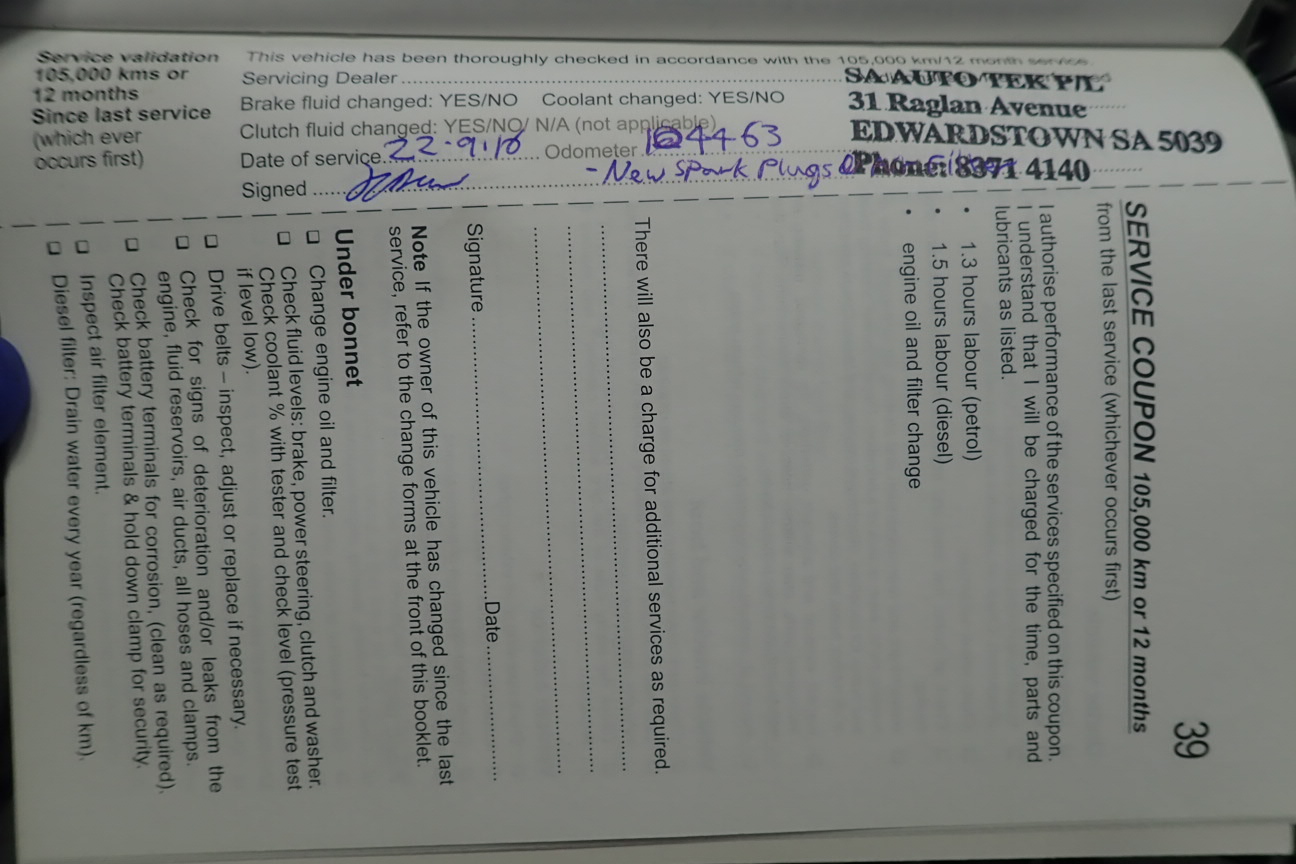 Service validation
105,000 kms or
12 months
Since last service
(which ever
occurs first)
This vehicle has been thoroughly checked in accordance with the 105,000 km/12 month service.
Servicing Dealer
SA AUTO TEK P/L
31 Raglan Avenue
EDWARDSTOWN SA 5039
Phone: 8371 4140
Brake fluid changed: YES/NO Coolant changed: YES/NO
Clutch fluid changed: YES/NO/ N/A (not applicable)
Date of service 22.9.10 Odometer 104463
Signed
- New Spark Plugs
39
SERVICE COUPON 105,000 km or 12 months
from the last service (whichever occurs first)
I authorise performance of the services specified on this coupon.
I understand that I will be charged for the time, parts and
lubricants as listed.
• 1.3 hours labour (petrol)
• 1.5 hours labour (diesel)
• engine oil and filter change
There will also be a charge for additional services as required.
Signature Date
Note If the owner of this vehicle has changed since the last
service, refer to the change forms at the front of this booklet.
Under bonnet
❏ Change engine oil and filter.
❏ Check fluid levels: brake, power steering, clutch and washer.
Check coolant % with tester and check level (pressure test
if level low).
❏ Drive belts – inspect, adjust or replace if necessary.
❏ Check for signs of deterioration and/or leaks from the
engine, fluid reservoirs, air ducts, all hoses and clamps.
❏ Check battery terminals for corrosion, (clean as required).
Check battery terminals & hold down clamp for security.
❏ Inspect air filter element.
❏ Diesel filter: Drain water every year (regardless of km).